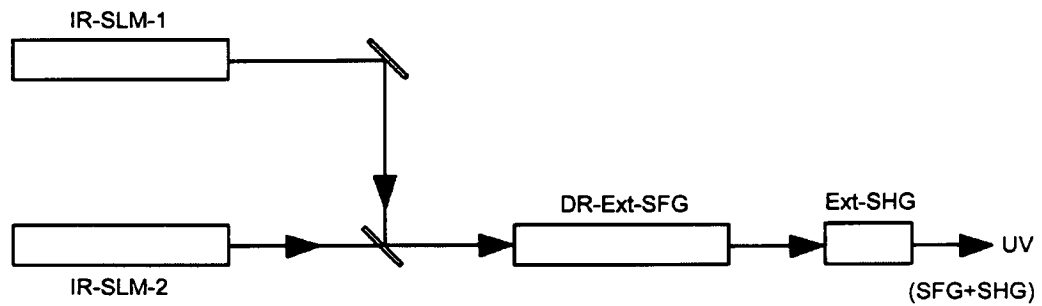 IR-SLM-1
DR-Ext-SFG
Ext-SHG
UV
(SFG+SHG)
IR-SLM-2